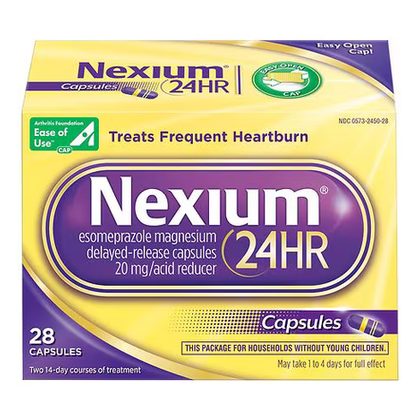 Easy Open
Cap!
Nexium®
Capsules
24HR
EASY OPEN
CAP
Arthritis Foundation
Ease of
Use™
CAP
NDC 0573-2450-28
Treats Frequent Heartburn
Nexium®
esomeprazole magnesium
delayed-release capsules
20 mg/acid reducer
24HR
Capsules
28
CAPSULES
THIS PACKAGE FOR HOUSEHOLDS WITHOUT YOUNG CHILDREN.
Two 14-day courses of treatment
May take 1 to 4 days for full effect